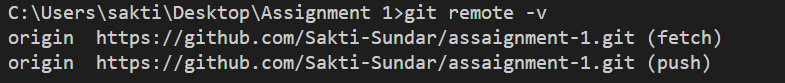 C:\Users\sakti\Desktop\Assignment 1>git remote -v
origin  https://github.com/Sakti-Sundar/assaignment-1.git (fetch)
origin  https://github.com/Sakti-Sundar/assaignment-1.git (push)